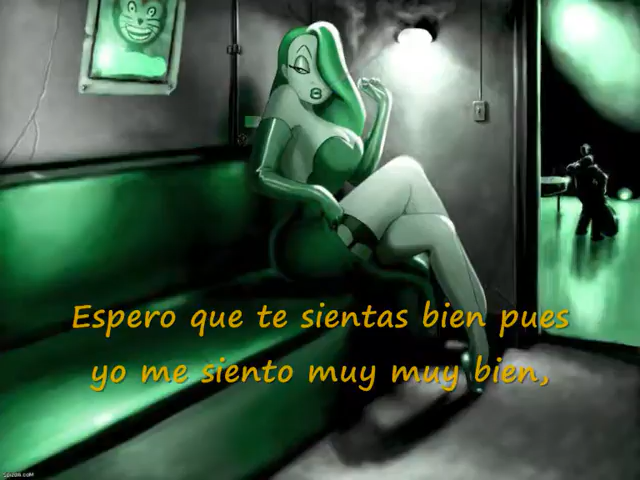 Espero que te sientas bien pues
yo me siento muy muy bien,